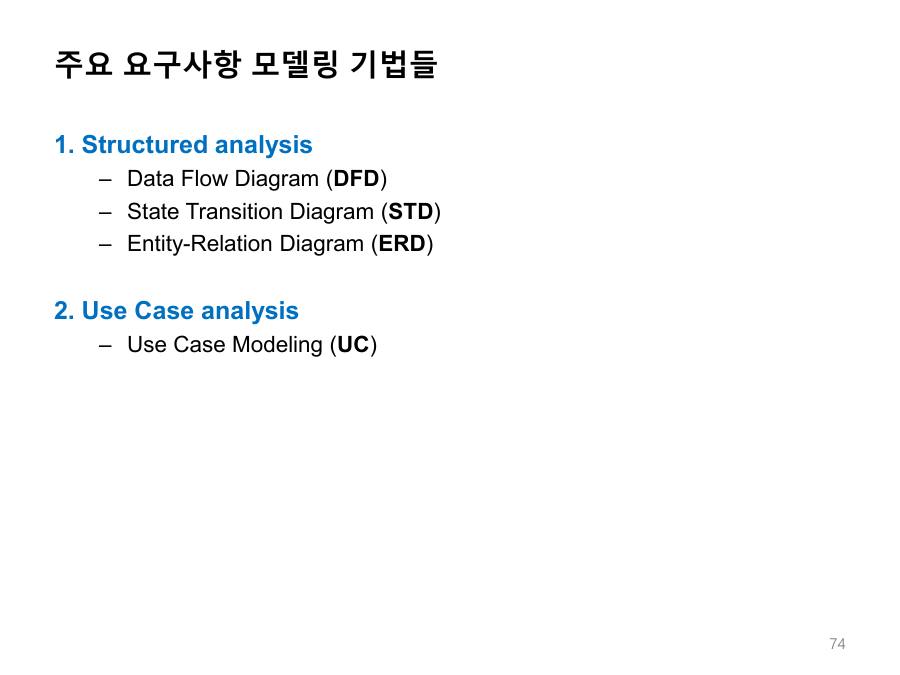 주요 요구사항 모델링 기법들
1. Structured analysis
– Data Flow Diagram (DFD)
– State Transition Diagram (STD)
– Entity-Relation Diagram (ERD)
2. Use Case analysis
– Use Case Modeling (UC)
74